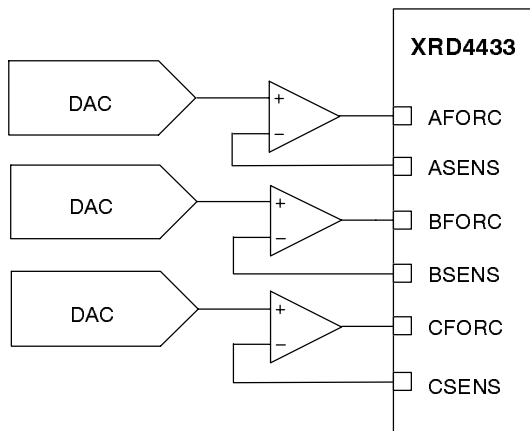 XRD4433
DAC
+
−
AFORC
ASENS
DAC
+
−
BFORC
BSENS
DAC
+
−
CFORC
CSENS